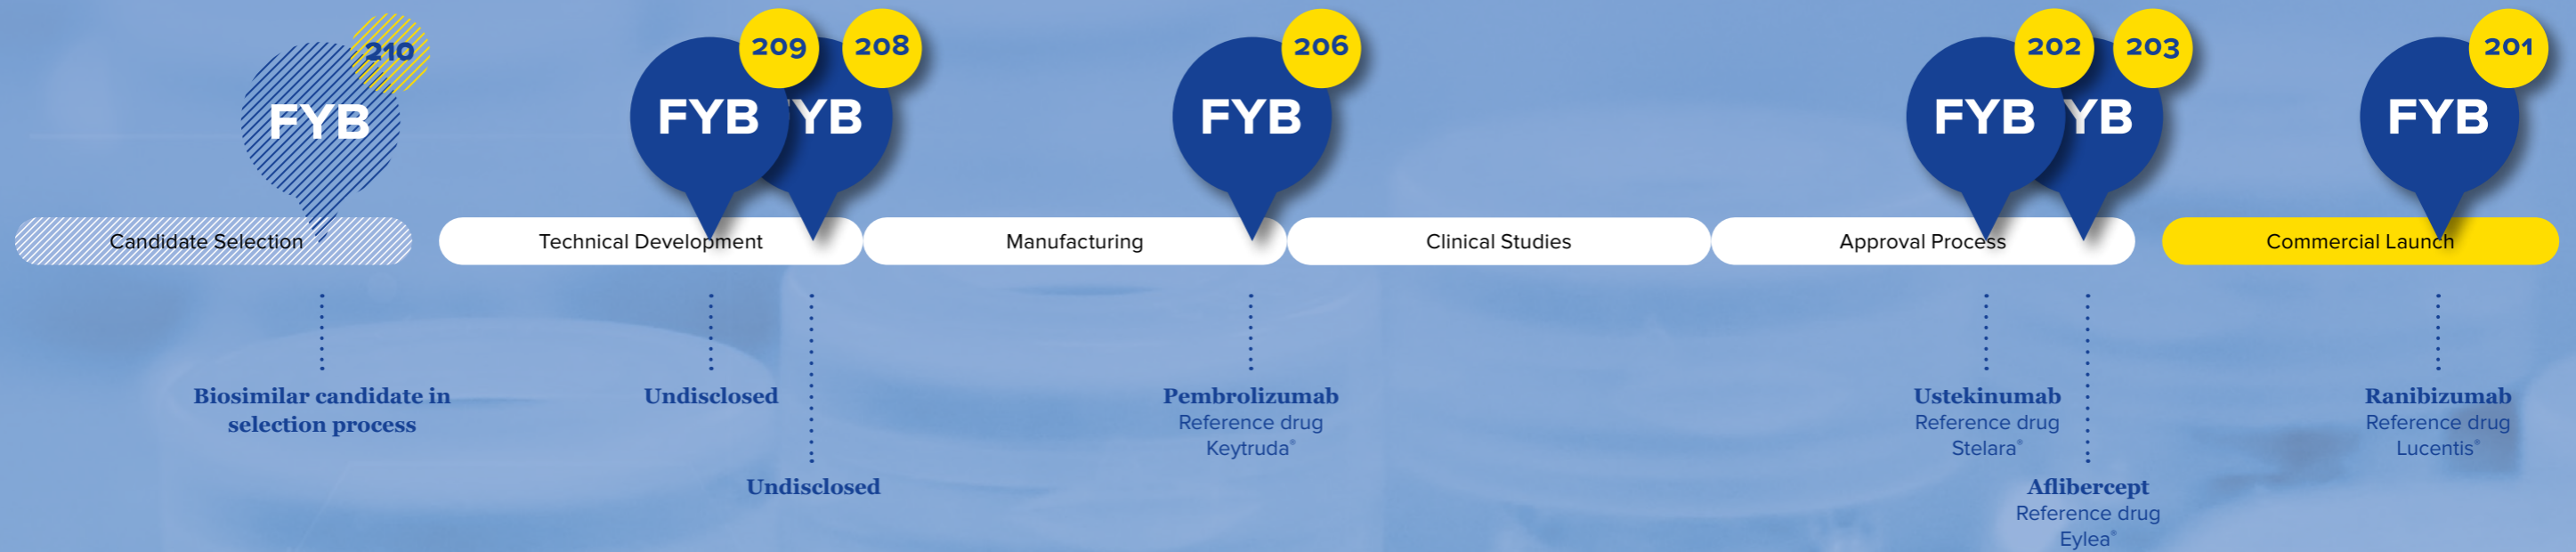 210
FYB
209
FYB
208
YB
206
FYB
202
FYB
203
YB
201
FYB
Candidate Selection
Technical Development
Manufacturing
Clinical Studies
Approval Process
Commercial Launch
Biosimilar candidate in
selection process
Undisclosed
Undisclosed
Pembrolizumab
Reference drug
Keytruda®
Ustekinumab
Reference drug
Stelara®
Aflibercept
Reference drug
Eylea®
Ranibizumab
Reference drug
Lucentis®